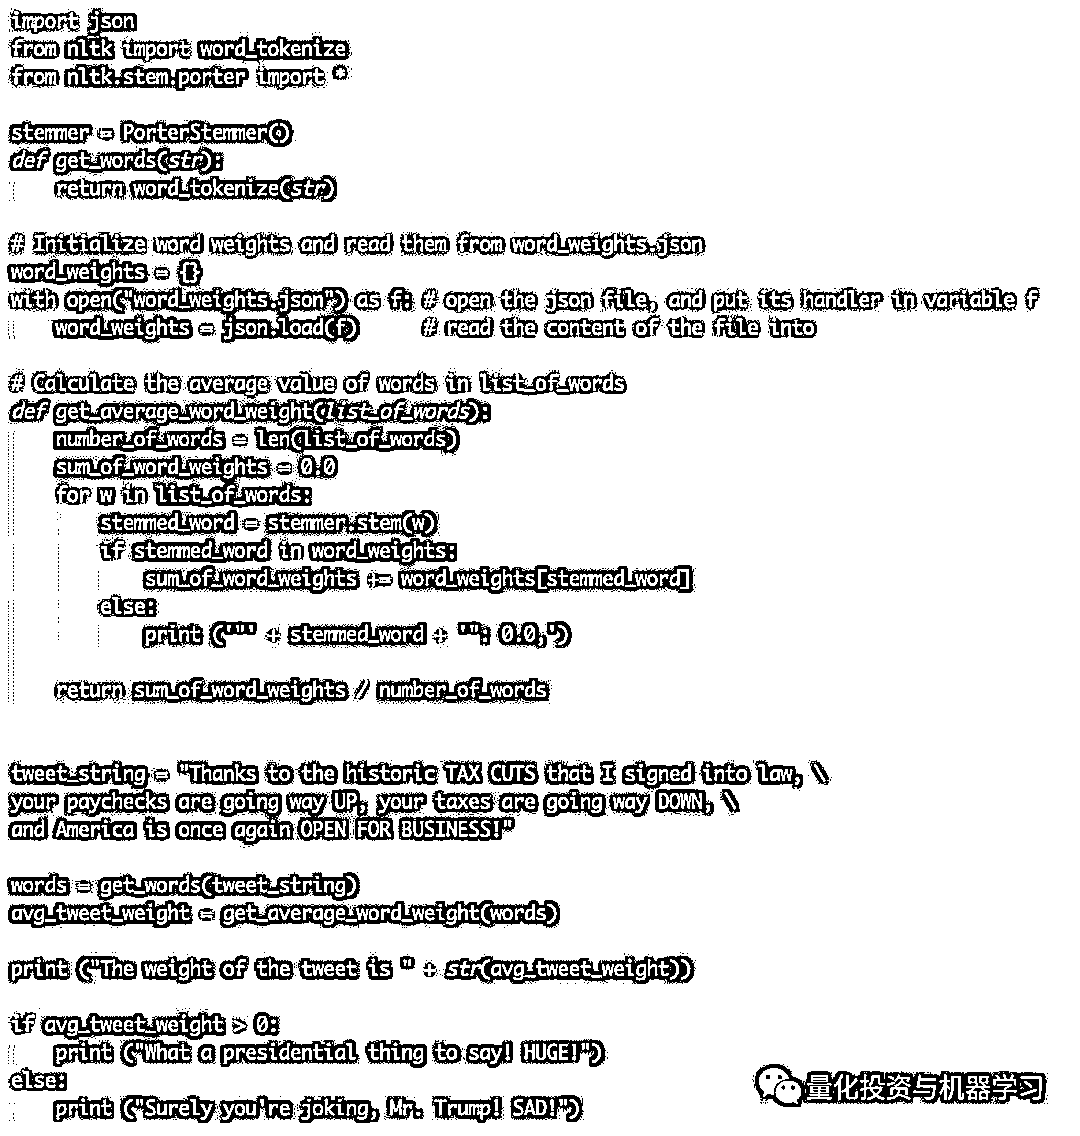 import json
from nltk import word_tokenize
from nltk.stem.porter import *
stemmer = PorterStemmer()
def get_words(str):
    return word_tokenize(str)
# Initialize word weights and read them from word_weights.json
word_weights = {}
with open("word_weights.json") as f: # open the json file, and put its handler in variable f
    word_weights = json.load(f)      # read the content of the file into
# Calculate the average value of words in list_of_words
def get_average_word_weight(list_of_words):
    number_of_words = len(list_of_words)
    sum_of_word_weights = 0.0
    for w in list_of_words:
        stemmed_word = stemmer.stem(w)
        if stemmed_word in word_weights:
            sum_of_word_weights += word_weights[stemmed_word]
        else:
            print ('"' + stemmed_word + '": 0.0,')
    return sum_of_word_weights // number_of_words
tweet_string = "Thanks to the historic TAX CUTS that I signed into law, \
your paychecks are going way UP, your taxes are going way DOWN, \
and America is once again OPEN FOR BUSINESS!"
words = get_words(tweet_string)
avg_tweet_weight = get_average_word_weight(words)
print ("The weight of the tweet is " + str(avg_tweet_weight))
if avg_tweet_weight > 0:
    print ("What a presidential thing to say! HUGE!")
else:
    print ("Surely you're joking, Mr. Trump! SAD!")
量化投资与机器学习